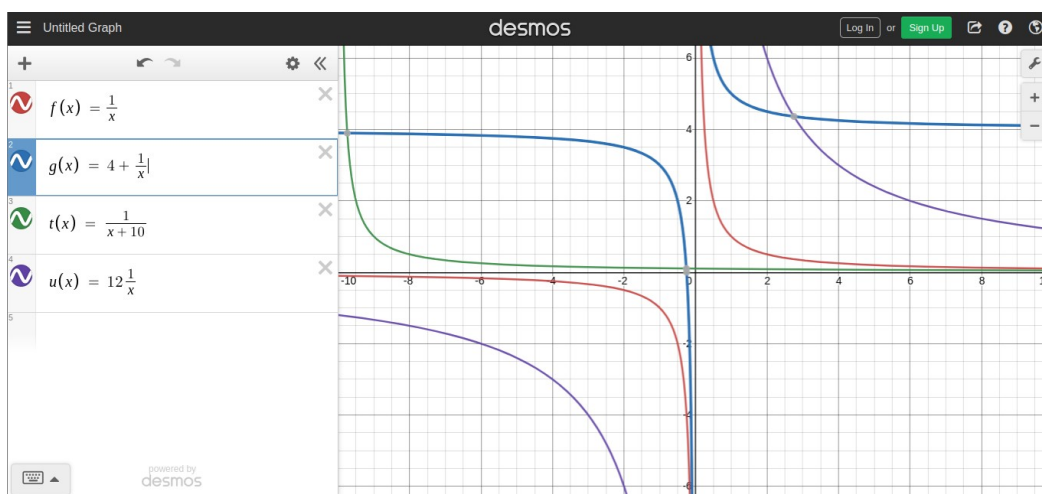 Untitled Graph
desmos
Log In or Sign Up
1
f(x) = 1/x
2
g(x) = 4 + 1/x
3
t(x) = 1/(x + 10)
4
u(x) = 12 1/x
5
powered by
desmos
6
4
2
-10 -8 -6 -4 -2 0 2 4 6 8 1
-2
-4
-6